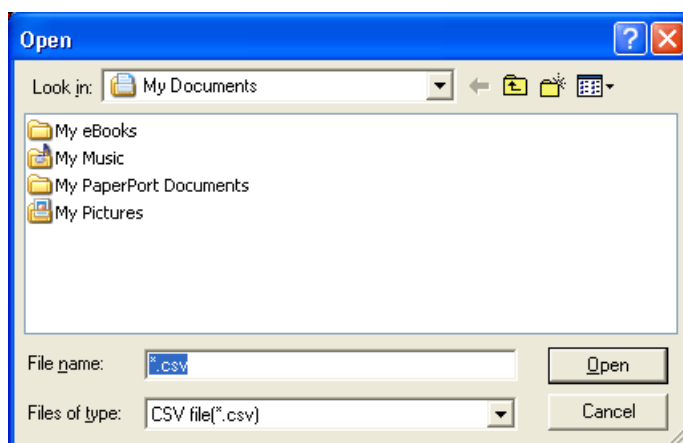 Open
Look in: My Documents
My eBooks
My Music
My PaperPort Documents
My Pictures
File name: *.csv Open
Files of type: CSV file(*.csv) Cancel